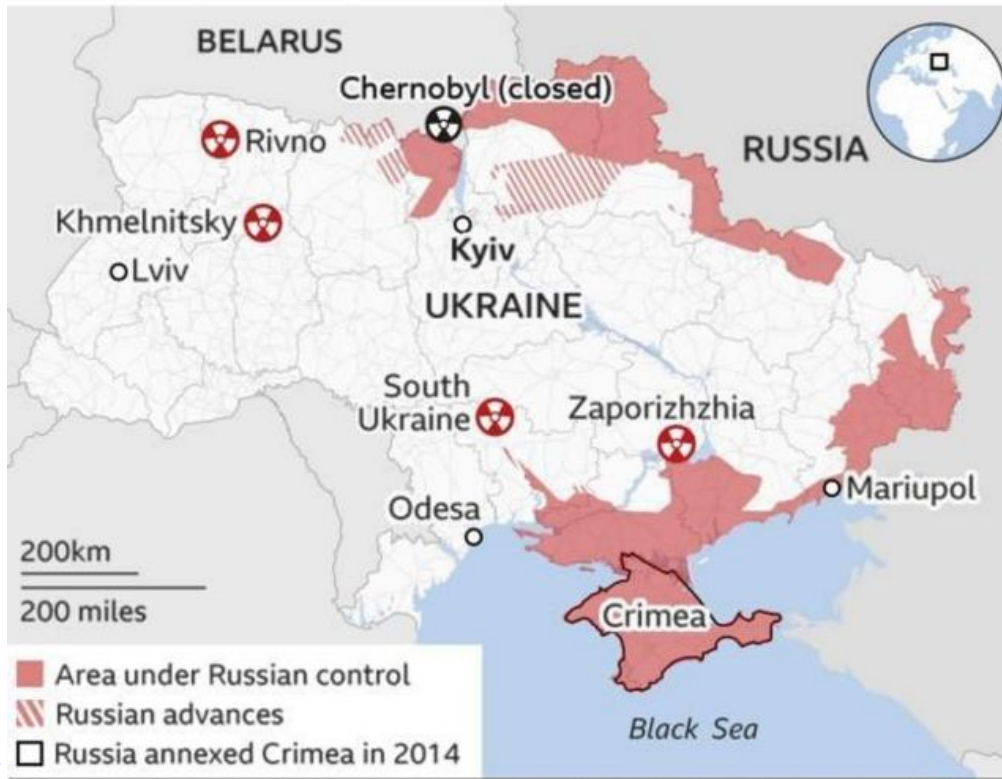 BELARUS
Chernobyl (closed)
Rivno
RUSSIA
Khmelnitsky
Kyiv
Lviv
UKRAINE
South
Ukraine
Zaporizhzhia
Mariupol
Odesa
200km
200 miles
Crimea
Area under Russian control
Russian advances
Russia annexed Crimea in 2014
Black Sea